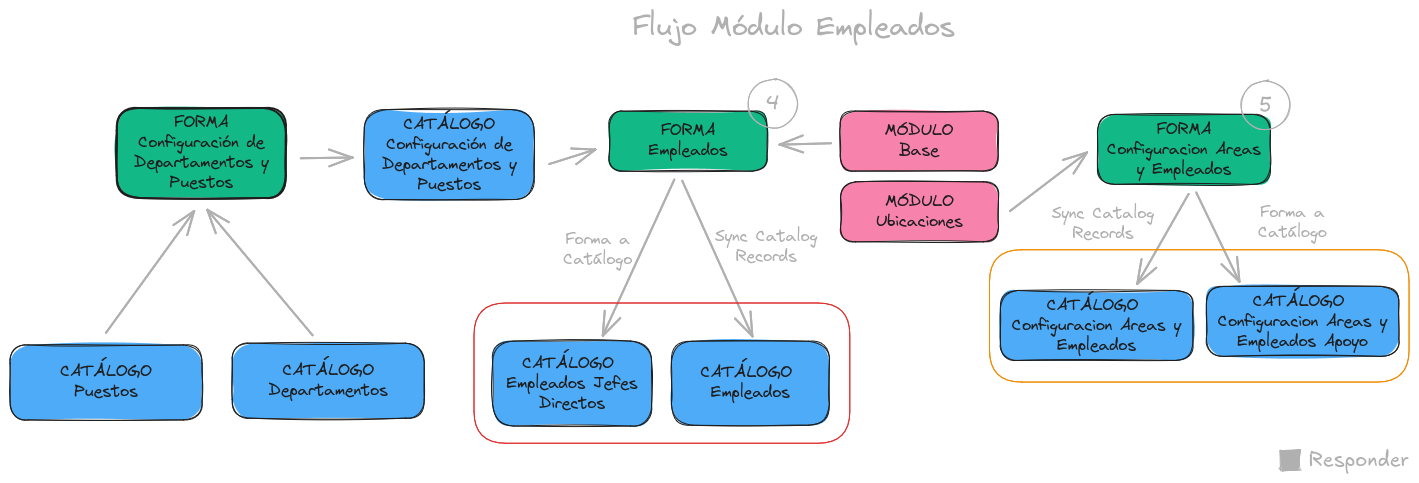 Flujo Módulo Empleados
FORMA
Configuración de
Departamentos y
Puestos
CATÁLOGO
Configuración de
Departamentos y
Puestos
4
FORMA
Empleados
MÓDULO
Base
MÓDULO
Ubicaciones
5
FORMA
Configuracion Areas
y Empleados
Forma a
Catálogo
Sync Catalog
Records
Sync Catalog
Records
Forma a
Catálogo
CATÁLOGO
Puestos
CATÁLOGO
Departamentos
CATÁLOGO
Empleados Jefes
Directos
CATÁLOGO
Empleados
CATÁLOGO
Configuracion Areas y
Empleados
CATÁLOGO
Configuracion Areas y
Empleados Apoyo
Responder